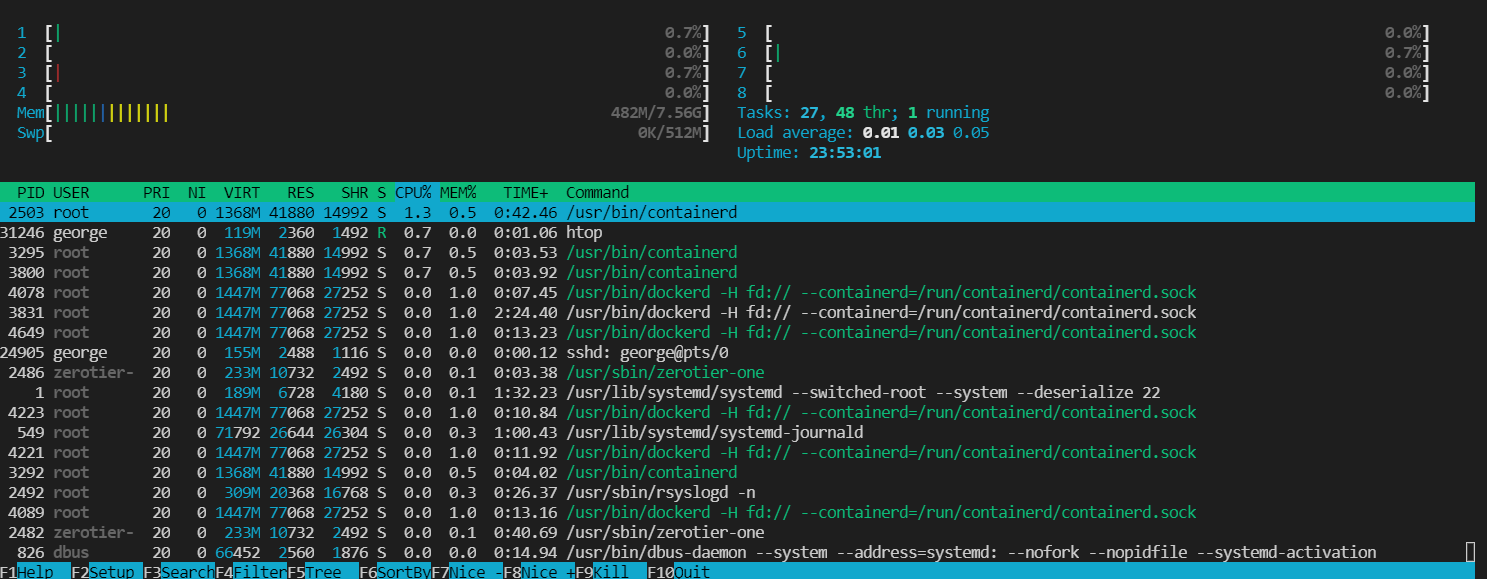 1 [| 0.7%] 5 [ 0.0%]
2 [ 0.0%] 6 [| 0.7%]
3 [| 0.7%] 7 [ 0.0%]
4 [ 0.0%] 8 [ 0.0%]
Mem[||||||||||||| 482M/7.56G] Tasks: 27, 48 thr; 1 running
Swp[ 0K/512M] Load average: 0.01 0.03 0.05
Uptime: 23:53:01
PID USER PRI NI VIRT RES SHR S CPU% MEM% TIME+ Command
2503 root 20 0 1368M 41880 14992 S 1.3 0.5 0:42.46 /usr/bin/containerd
31246 george 20 0 119M 2360 1492 R 0.7 0.0 0:01.06 htop
3295 root 20 0 1368M 41880 14992 S 0.7 0.5 0:03.53 /usr/bin/containerd
3800 root 20 0 1368M 41880 14992 S 0.7 0.5 0:03.92 /usr/bin/containerd
4078 root 20 0 1447M 77068 27252 S 0.0 1.0 0:07.45 /usr/bin/dockerd -H fd:// --containerd=/run/containerd/containerd.sock
3831 root 20 0 1447M 77068 27252 S 0.0 1.0 2:24.40 /usr/bin/dockerd -H fd:// --containerd=/run/containerd/containerd.sock
4649 root 20 0 1447M 77068 27252 S 0.0 1.0 0:13.23 /usr/bin/dockerd -H fd:// --containerd=/run/containerd/containerd.sock
24905 george 20 0 155M 2488 1116 S 0.0 0.0 0:00.12 sshd: george@pts/0
2486 zerotier- 20 0 233M 10732 2492 S 0.0 0.1 0:03.38 /usr/sbin/zerotier-one
1 root 20 0 189M 6728 4180 S 0.0 0.1 1:32.23 /usr/lib/systemd/systemd --switched-root --system --deserialize 22
4223 root 20 0 1447M 77068 27252 S 0.0 1.0 0:10.84 /usr/bin/dockerd -H fd:// --containerd=/run/containerd/containerd.sock
549 root 20 0 71792 26644 26304 S 0.0 0.3 1:00.43 /usr/lib/systemd/systemd-journald
4221 root 20 0 1447M 77068 27252 S 0.0 1.0 0:11.92 /usr/bin/dockerd -H fd:// --containerd=/run/containerd/containerd.sock
3292 root 20 0 1368M 41880 14992 S 0.0 0.5 0:04.02 /usr/bin/containerd
2492 root 20 0 309M 20368 16768 S 0.0 0.3 0:26.37 /usr/sbin/rsyslogd -n
4089 root 20 0 1447M 77068 27252 S 0.0 1.0 0:13.16 /usr/bin/dockerd -H fd:// --containerd=/run/containerd/containerd.sock
2482 zerotier- 20 0 233M 10732 2492 S 0.0 0.1 0:40.69 /usr/sbin/zerotier-one
826 dbus 20 0 66452 2560 1876 S 0.0 0.0 0:14.94 /usr/bin/dbus-daemon --system --address=systemd: --nofork --nopidfile --systemd-activation
F1Help F2Setup F3SearchF4FilterF5Tree F6SortByF7Nice -F8Nice +F9Kill F10Quit